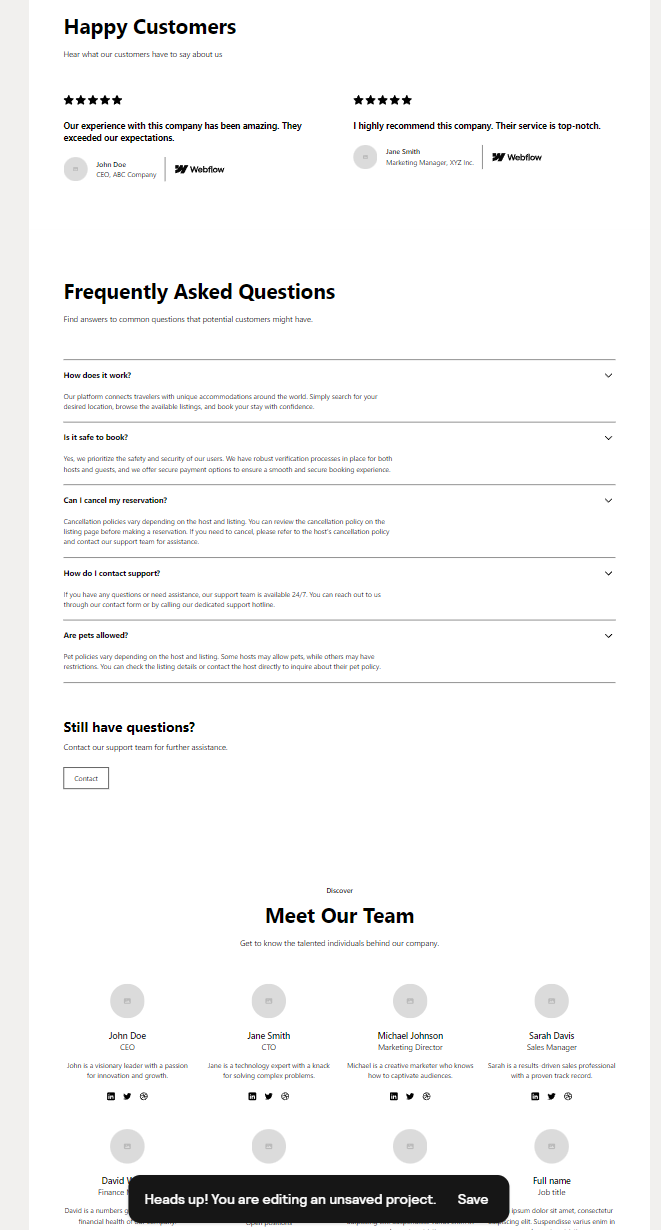 Happy Customers
Hear what our customers have to say about us
Our experience with this company has been amazing. They
exceeded our expectations.
John Doe
CEO, ABC Company
Webflow
I highly recommend this company. Their service is top-notch.
Jane Smith
Marketing Manager, XYZ Inc.
Webflow
Frequently Asked Questions
Find answers to common questions that potential customers might have.
How does it work?
Our platform connects travelers with unique accommodations around the world. Simply search for your
desired location, browse the available listings, and book your stay with confidence.
Is it safe to book?
Yes, we prioritize the safety and security of our users. We have robust verification processes in place for both
hosts and guests, and we offer secure payment options to ensure a smooth and secure booking experience.
Can I cancel my reservation?
Cancellation policies vary depending on the host and listing. You can review the cancellation policy on the
listing page before making a reservation. If you need to cancel, please refer to the host's cancellation policy
and contact our support team for assistance.
How do I contact support?
If you have any questions or need assistance, our support team is available 24/7. You can reach out to us
through our contact form or by calling our dedicated support hotline.
Are pets allowed?
Pet policies vary depending on the host and listing. Some hosts may allow pets, while others may have
restrictions. You can check the listing details or contact the host directly to inquire about their pet policy.
Still have questions?
Contact our support team for further assistance.
Contact
Discover
Meet Our Team
Get to know the talented individuals behind our company.
John Doe
CEO
John is a visionary leader with a passion
for innovation and growth.
Jane Smith
CTO
Jane is a technology expert with a knack
for solving complex problems.
Michael Johnson
Marketing Director
Michael is a creative marketer who knows
how to captivate audiences.
Sarah Davis
Sales Manager
Sarah is a results-driven sales professional
with a proven track record.
David
Finance
David is a numbers
financial health of
Full name
Job title
ipsum dolor sit amet, consectetur
elit. Suspendisse varius enim in
Heads up! You are editing an unsaved project.
Save